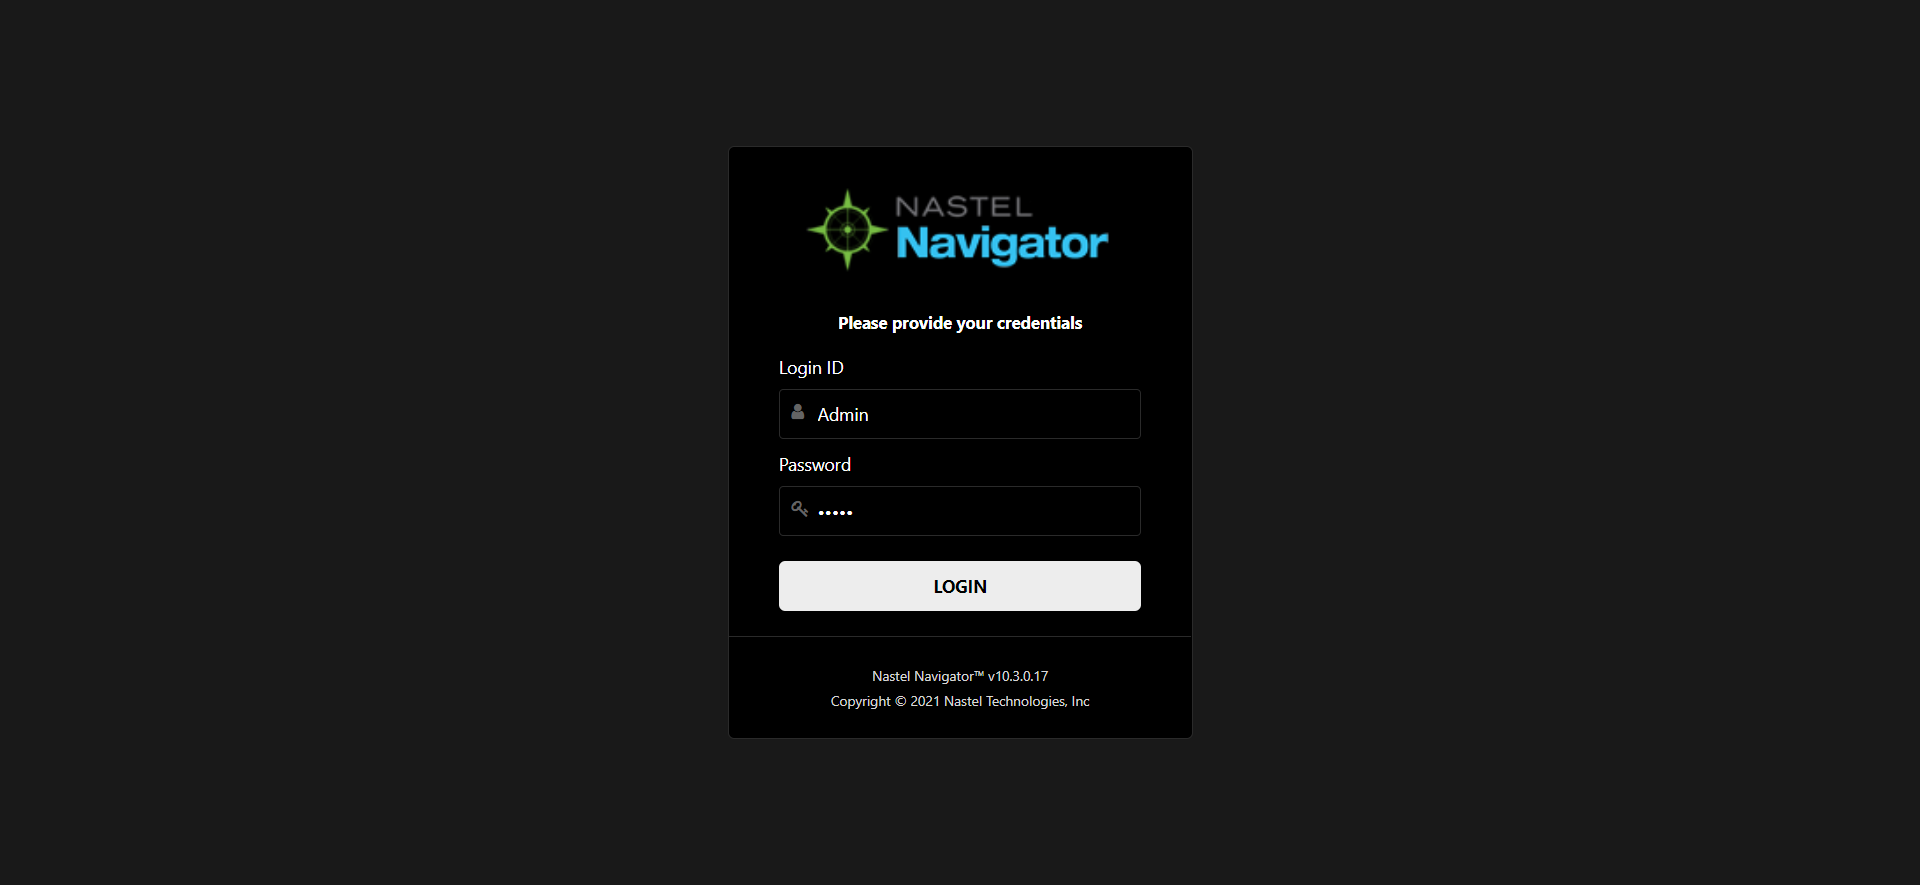 NASTEL
Navigator
Please provide your credentials
Login ID
Admin
Password
•••••
LOGIN
Nastel Navigator™ v10.3.0.17
Copyright © 2021 Nastel Technologies, Inc